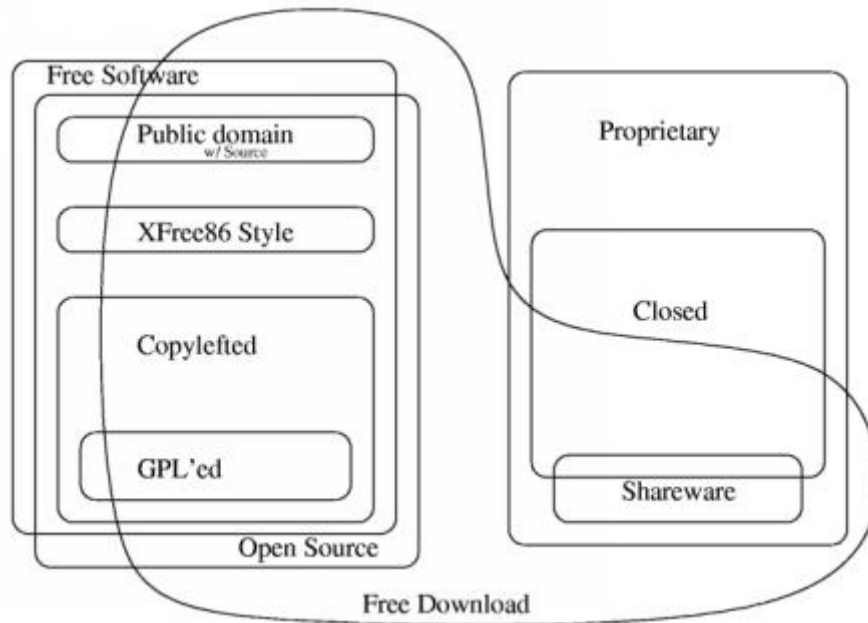 Free Software
Public domain
w/ Source
XFree86 Style
Copylefted
GPL'ed
Open Source
Proprietary
Closed
Shareware
Free Download